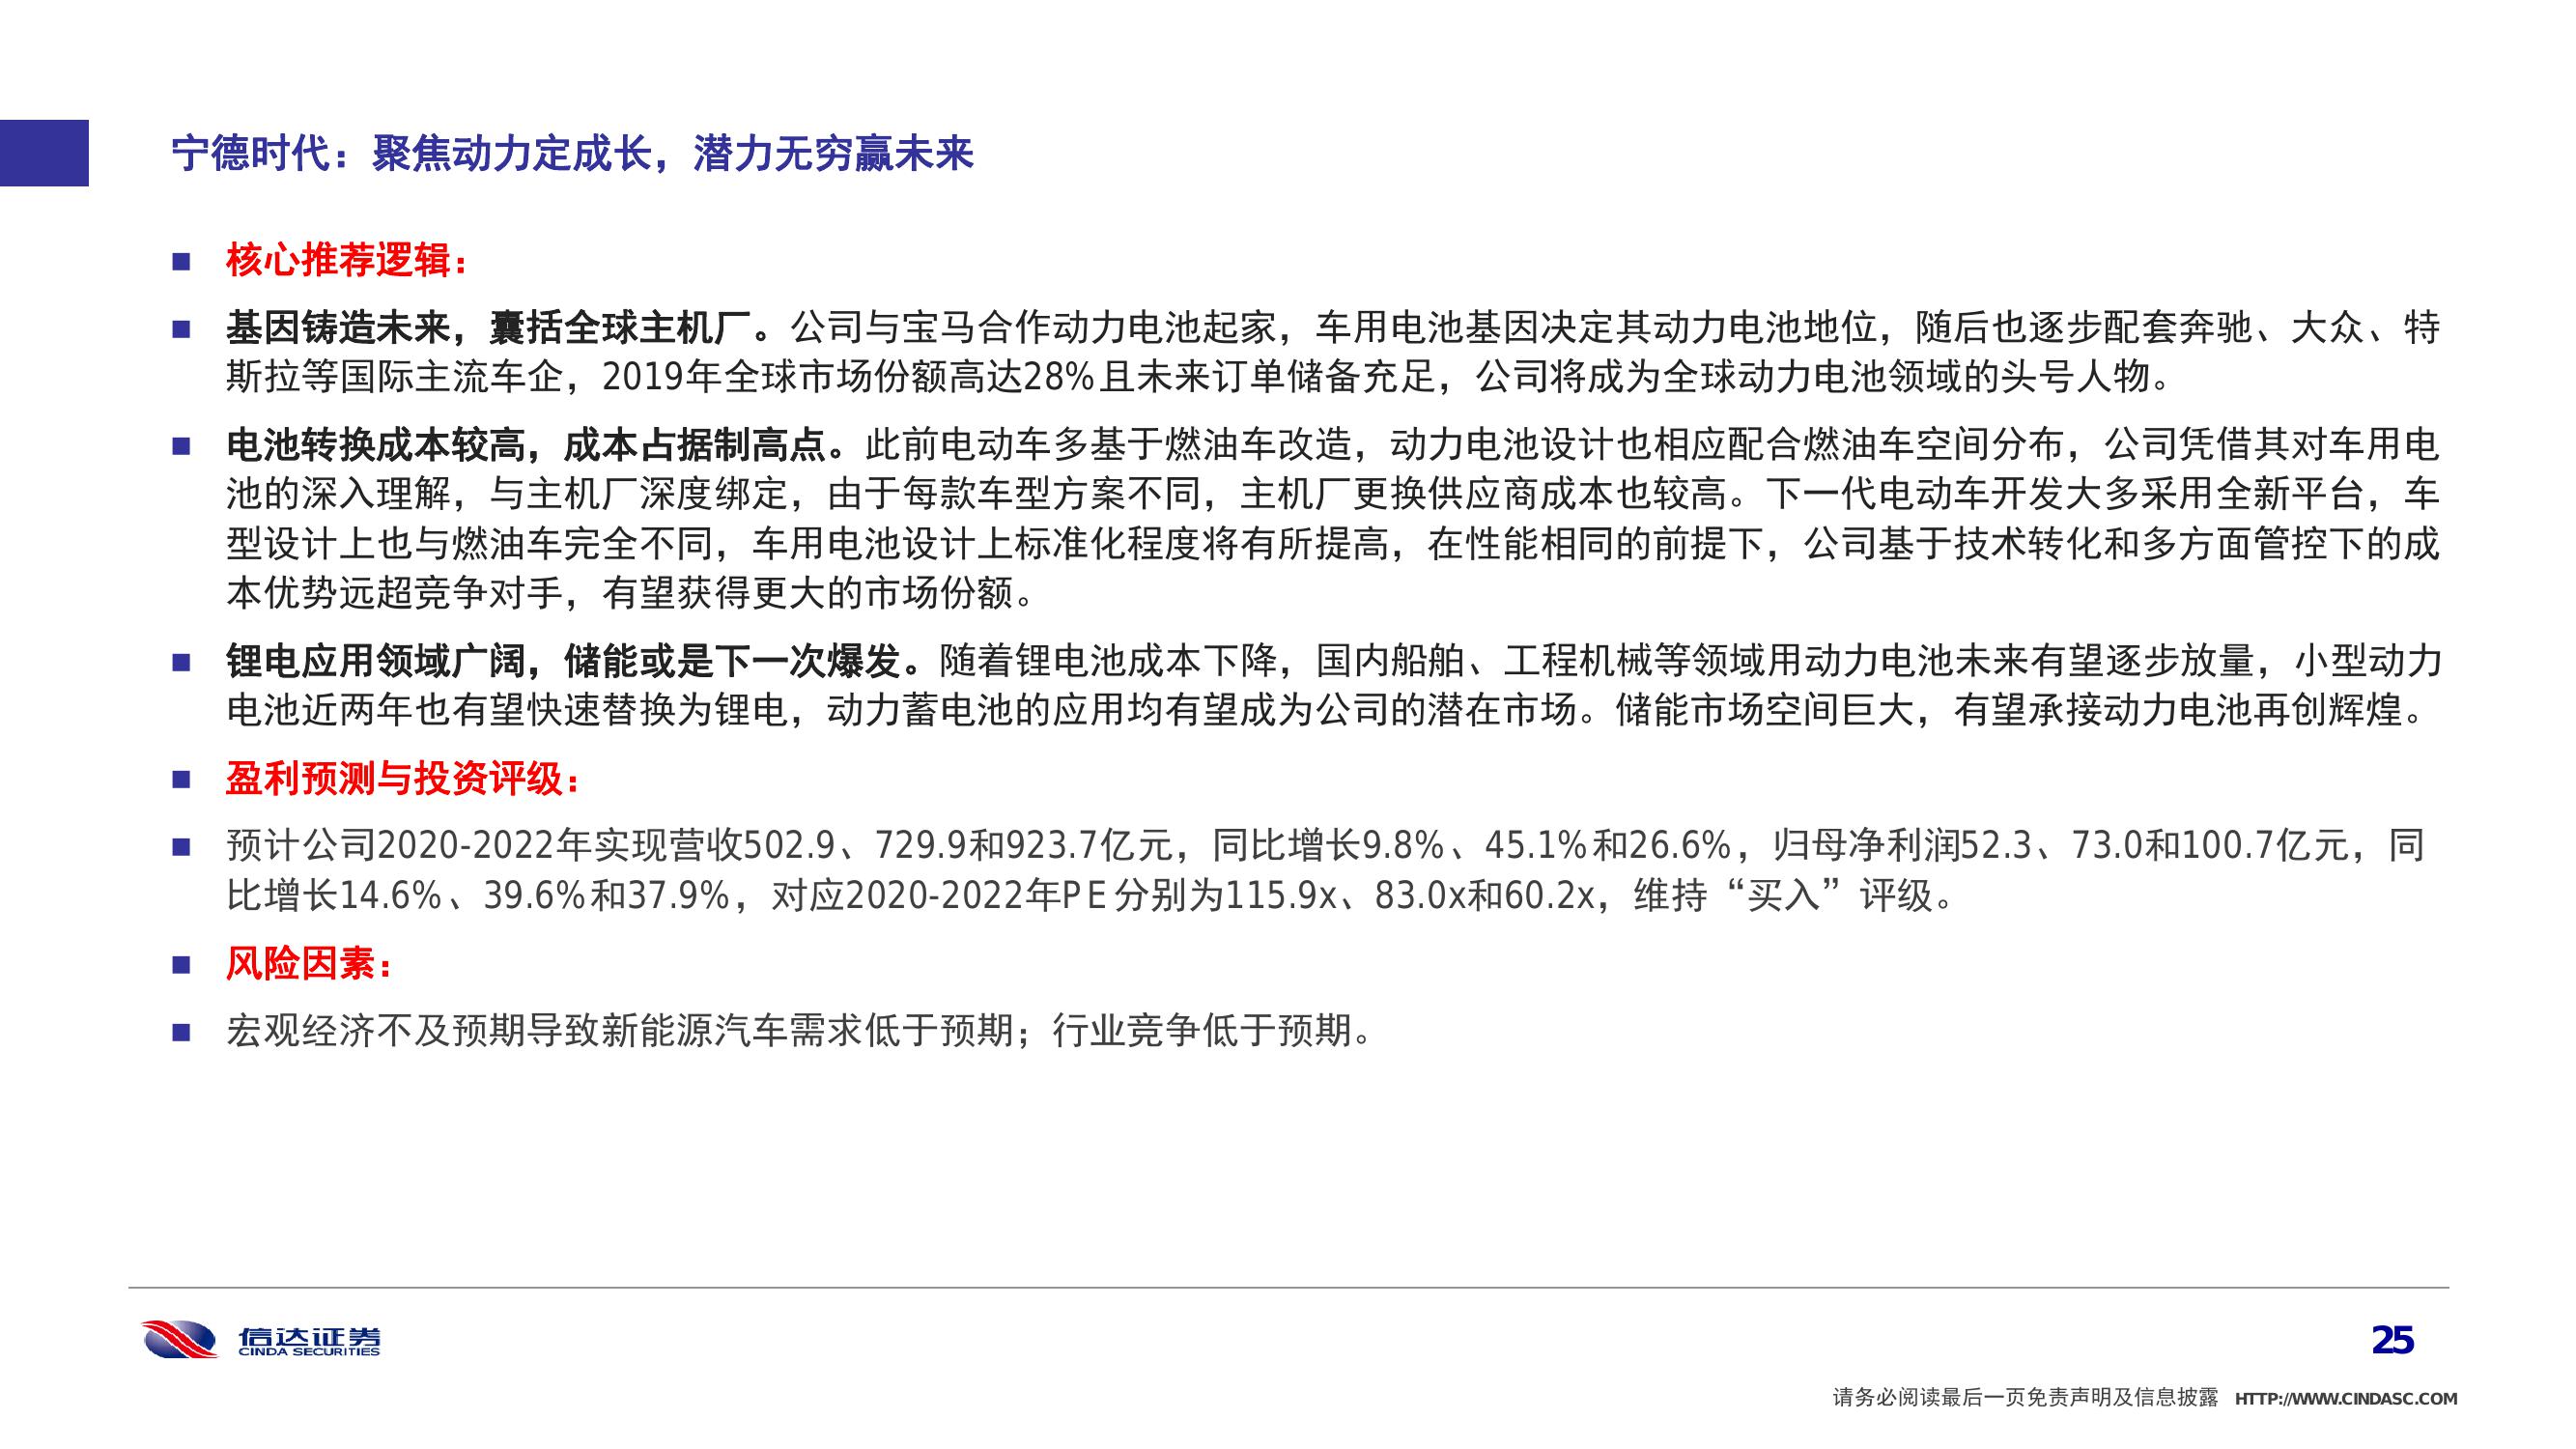 宁德时代：聚焦动力定成长，潜力无穷赢未来
■ 核心推荐逻辑：
■ 基因铸造未来，囊括全球主机厂。公司与宝马合作动力电池起家，车用电池基因决定其动力电池地位，随后也逐步配套奔驰、大众、特
斯拉等国际主流车企，2019年全球市场份额高达28%且未来订单储备充足，公司将成为全球动力电池领域的头号人物。
■ 电池转换成本较高，成本占据制高点。此前电动车多基于燃油车改造，动力电池设计也相应配合燃油车空间分布，公司凭借其对车用电
池的深入理解，与主机厂深度绑定，由于每款车型方案不同，主机厂更换供应商成本也较高。下一代电动车开发大多采用全新平台，车
型设计上也与燃油车完全不同，车用电池设计上标准化程度将有所提高，在性能相同的前提下，公司基于技术转化和多方面管控下的成
本优势远超竞争对手，有望获得更大的市场份额。
■ 锂电应用领域广阔，储能或是下一次爆发。随着锂电池成本下降，国内船舶、工程机械等领域用动力电池未来有望逐步放量，小型动力
电池近两年也有望快速替换为锂电，动力蓄电池的应用均有望成为公司的潜在市场。储能市场空间巨大，有望承接动力电池再创辉煌。
■ 盈利预测与投资评级：
■ 预计公司2020-2022年实现营收502.9、729.9和923.7亿元，同比增长9.8%、45.1%和26.6%，归母净利润52.3、73.0和100.7亿元，同
比增长14.6%、39.6%和37.9%，对应2020-2022年PE分别为115.9x、83.0x和60.2x，维持“买入”评级。
■ 风险因素：
■ 宏观经济不及预期导致新能源汽车需求低于预期；行业竞争低于预期。
信达证券
CINDA SECURITIES
25
请务必阅读最后一页免责声明及信息披露 HTTP://WWW.CINDASC.COM